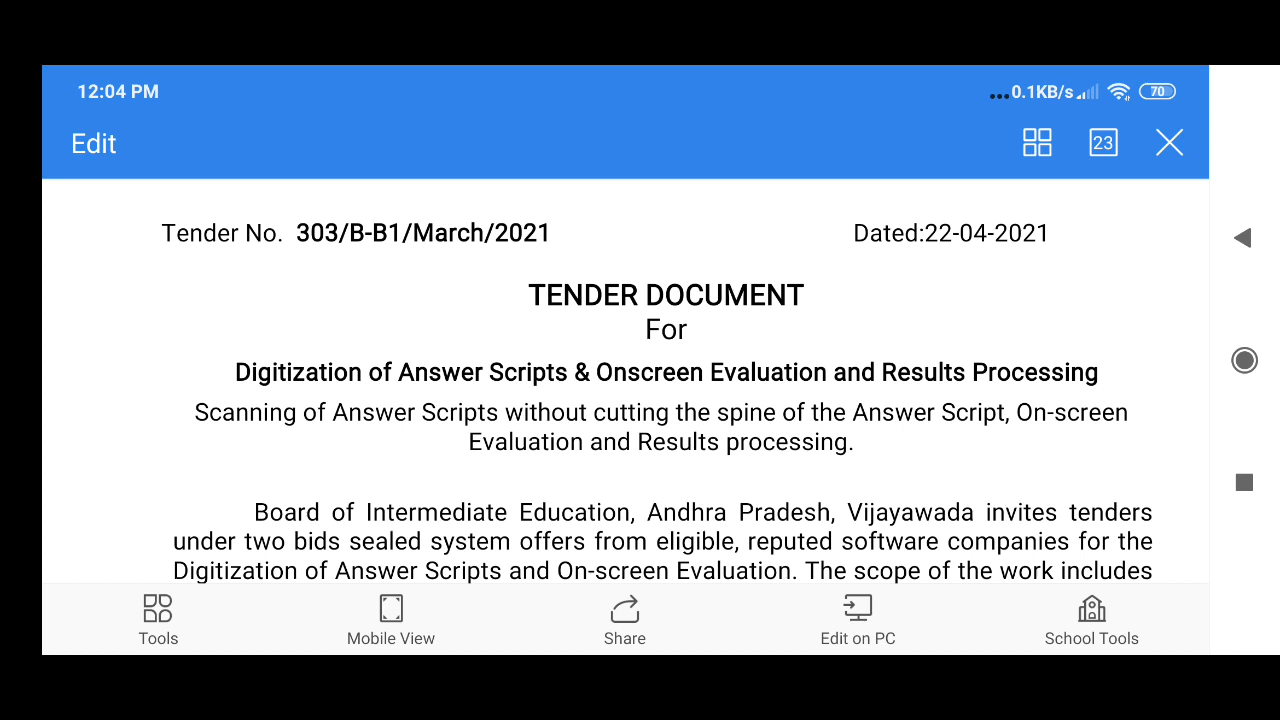 12:04 PM
...0.1KB/s 70
Edit
23
Tender No. 303/B-B1/March/2021 Dated:22-04-2021
TENDER DOCUMENT
For
Digitization of Answer Scripts & Onscreen Evaluation and Results Processing
Scanning of Answer Scripts without cutting the spine of the Answer Script, On-screen
Evaluation and Results processing.
Board of Intermediate Education, Andhra Pradesh, Vijayawada invites tenders
under two bids sealed system offers from eligible, reputed software companies for the
Digitization of Answer Scripts and On-screen Evaluation. The scope of the work includes
Tools Mobile View Share Edit on PC School Tools